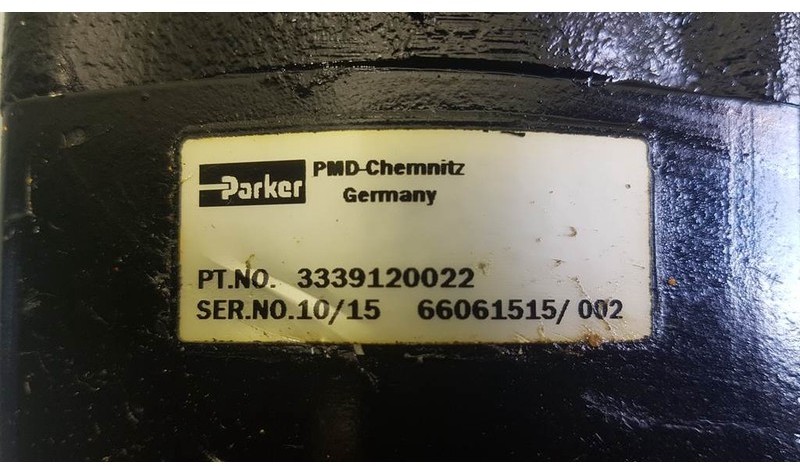 Parker PMD-Chemnitz
Germany
PT.NO. 3339120022
SER.NO.10/15 66061515/ 002